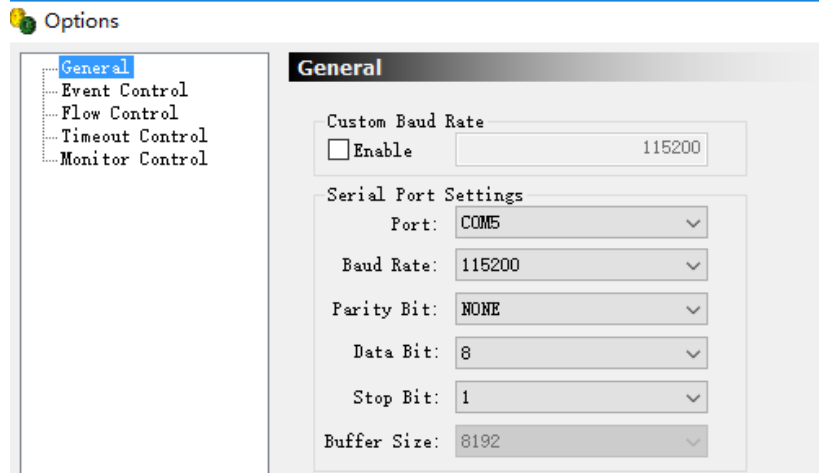 Options
General
Event Control
Flow Control
Timeout Control
Monitor Control
General
Custom Baud Rate
Enable 115200
Serial Port Settings
Port: COM5
Baud Rate: 115200
Parity Bit: NONE
Data Bit: 8
Stop Bit: 1
Buffer Size: 8192